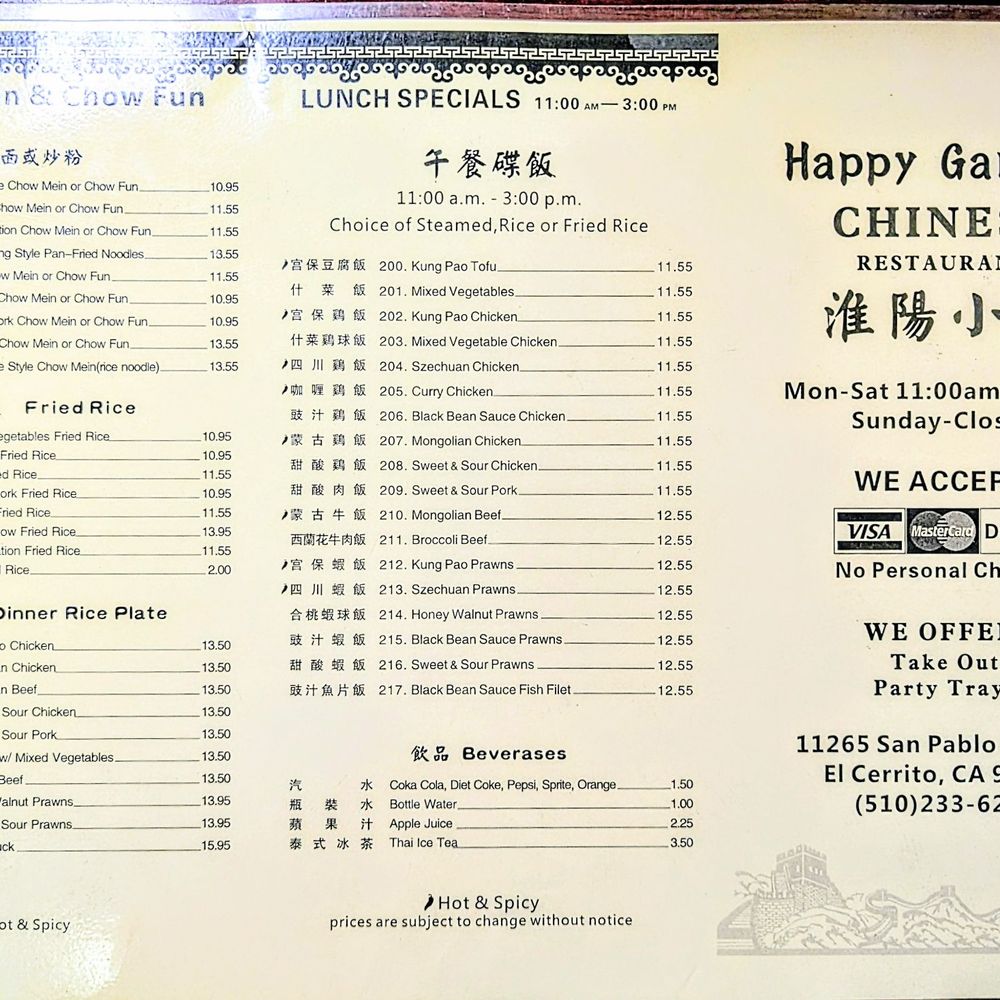 n & Chow Fun
面或炒粉
e Chow Mein or Chow Fun 10.95
Chow Mein or Chow Fun 11.55
tion Chow Mein or Chow Fun 11.55
ng Style Pan-Fried Noodles 13.55
w Mein or Chow Fun 11.55
Chow Mein or Chow Fun 10.95
ork Chow Mein or Chow Fun 10.95
Chow Mein or Chow Fun 13.55
e Style Chow Mein(rice noodle) 13.55
Fried Rice
egetables Fried Rice 10.95
Fried Rice 10.95
ed Rice 11.55
ork Fried Rice 10.95
Fried Rice 11.55
ow Fried Rice 13.95
ation Fried Rice 11.55
l Rice 2.00
Dinner Rice Plate
o Chicken 13.50
an Chicken 13.50
an Beef 13.50
Sour Chicken 13.50
Sour Pork 13.50
w/ Mixed Vegetables 13.50
Beef 13.50
Walnut Prawns 13.95
Sour Prawns 13.95
uck 15.95
ot & Spicy
LUNCH SPECIALS 11:00 AM — 3:00 PM
午餐碟飯
11:00 a.m. - 3:00 p.m.
Choice of Steamed,Rice or Fried Rice
宮保豆腐飯 200. Kung Pao Tofu 11.55
什菜飯 201. Mixed Vegetables 11.55
宮保鷄飯 202. Kung Pao Chicken 11.55
什菜鷄球飯 203. Mixed Vegetable Chicken 11.55
四川鷄飯 204. Szechuan Chicken 11.55
咖喱鷄飯 205. Curry Chicken 11.55
豉汁鷄飯 206. Black Bean Sauce Chicken 11.55
蒙古鷄飯 207. Mongolian Chicken 11.55
甜酸鷄飯 208. Sweet & Sour Chicken 11.55
甜酸肉飯 209. Sweet & Sour Pork 11.55
蒙古牛飯 210. Mongolian Beef 12.55
西蘭花牛肉飯 211. Broccoli Beef 12.55
宮保蝦飯 212. Kung Pao Prawns 12.55
四川蝦飯 213. Szechuan Prawns 12.55
合桃蝦球飯 214. Honey Walnut Prawns 12.55
豉汁蝦飯 215. Black Bean Sauce Prawns 12.55
甜酸蝦飯 216. Sweet & Sour Prawns 12.55
豉汁魚片飯 217. Black Bean Sauce Fish Filet 12.55
飲品 Beverases
汽水 Coka Cola, Diet Coke, Pepsi, Sprite, Orange 1.50
瓶裝水 Bottle Water 1.00
蘋果汁 Apple Juice 2.25
泰式冰茶 Thai Ice Tea 3.50
Hot & Spicy
prices are subject to change without notice
Happy Gar
CHINES
RESTAURAN
淮陽小
Mon-Sat 11:00am
Sunday-Clos
WE ACCEP
VISA MasterCard D
No Personal Ch
WE OFFE
Take Out
Party Tray
11265 San Pablo
El Cerrito, CA 9
(510)233-62